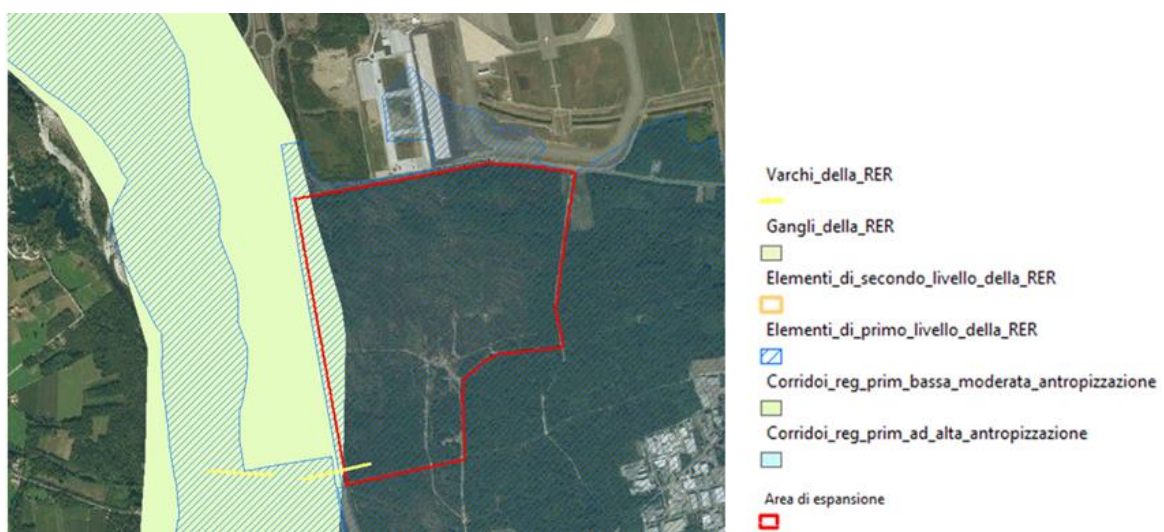 Varchi_della_RER
Gangli_della_RER
Elementi_di_secondo_livello_della_RER
Elementi_di_primo_livello_della_RER
Corridoi_reg_prim_bassa_moderata_antropizzazione
Corridoi_reg_prim_ad_alta_antropizzazione
Area di espansione